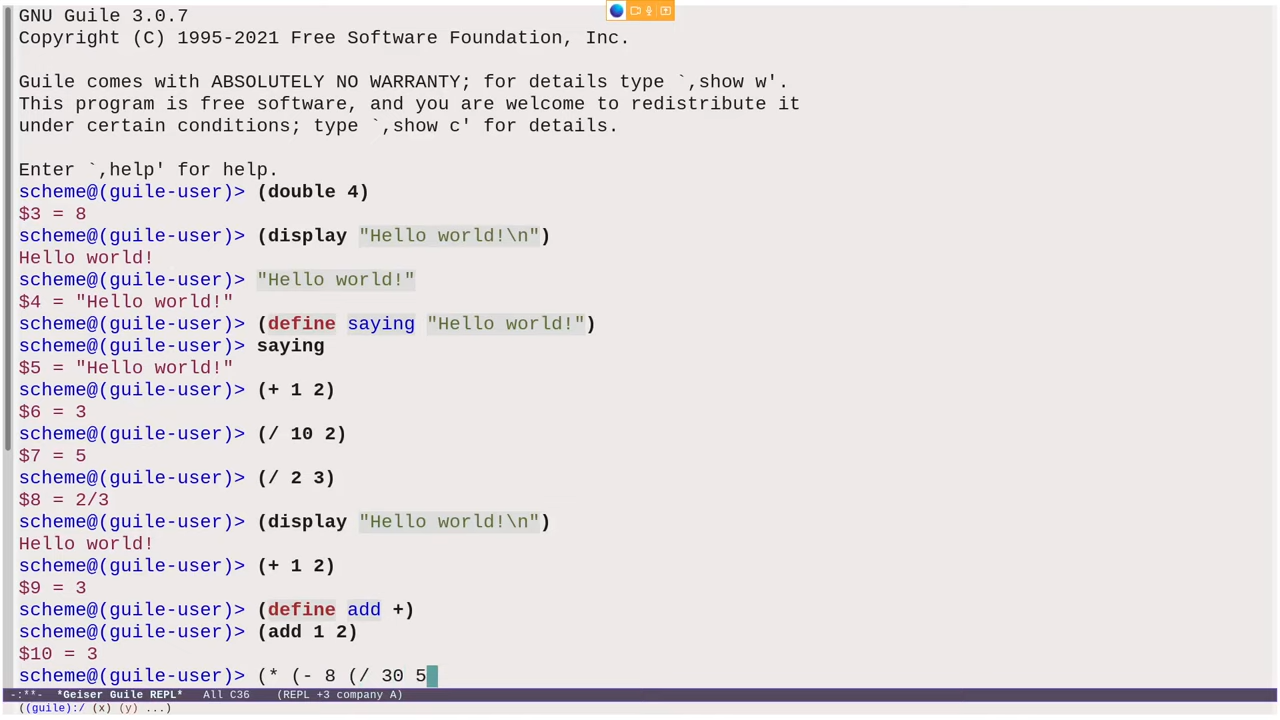 GNU Guile 3.0.7
Copyright (C) 1995-2021 Free Software Foundation, Inc.
Guile comes with ABSOLUTELY NO WARRANTY; for details type `,show w'.
This program is free software, and you are welcome to redistribute it
under certain conditions; type `,show c' for details.
Enter `,help' for help.
scheme@(guile-user)> (double 4)
$3 = 8
scheme@(guile-user)> (display "Hello world!\n")
Hello world!
scheme@(guile-user)> "Hello world!"
$4 = "Hello world!"
scheme@(guile-user)> (define saying "Hello world!")
scheme@(guile-user)> saying
$5 = "Hello world!"
scheme@(guile-user)> (+ 1 2)
$6 = 3
scheme@(guile-user)> (/ 10 2)
$7 = 5
scheme@(guile-user)> (/ 2 3)
$8 = 2/3
scheme@(guile-user)> (display "Hello world!\n")
Hello world!
scheme@(guile-user)> (+ 1 2)
$9 = 3
scheme@(guile-user)> (define add +)
scheme@(guile-user)> (add 1 2)
$10 = 3
scheme@(guile-user)> (* (- 8 (/ 30 5
-:**- *Geiser Guile REPL* All C36 (REPL +3 company A)
((guile):/ (x) (y) ...)